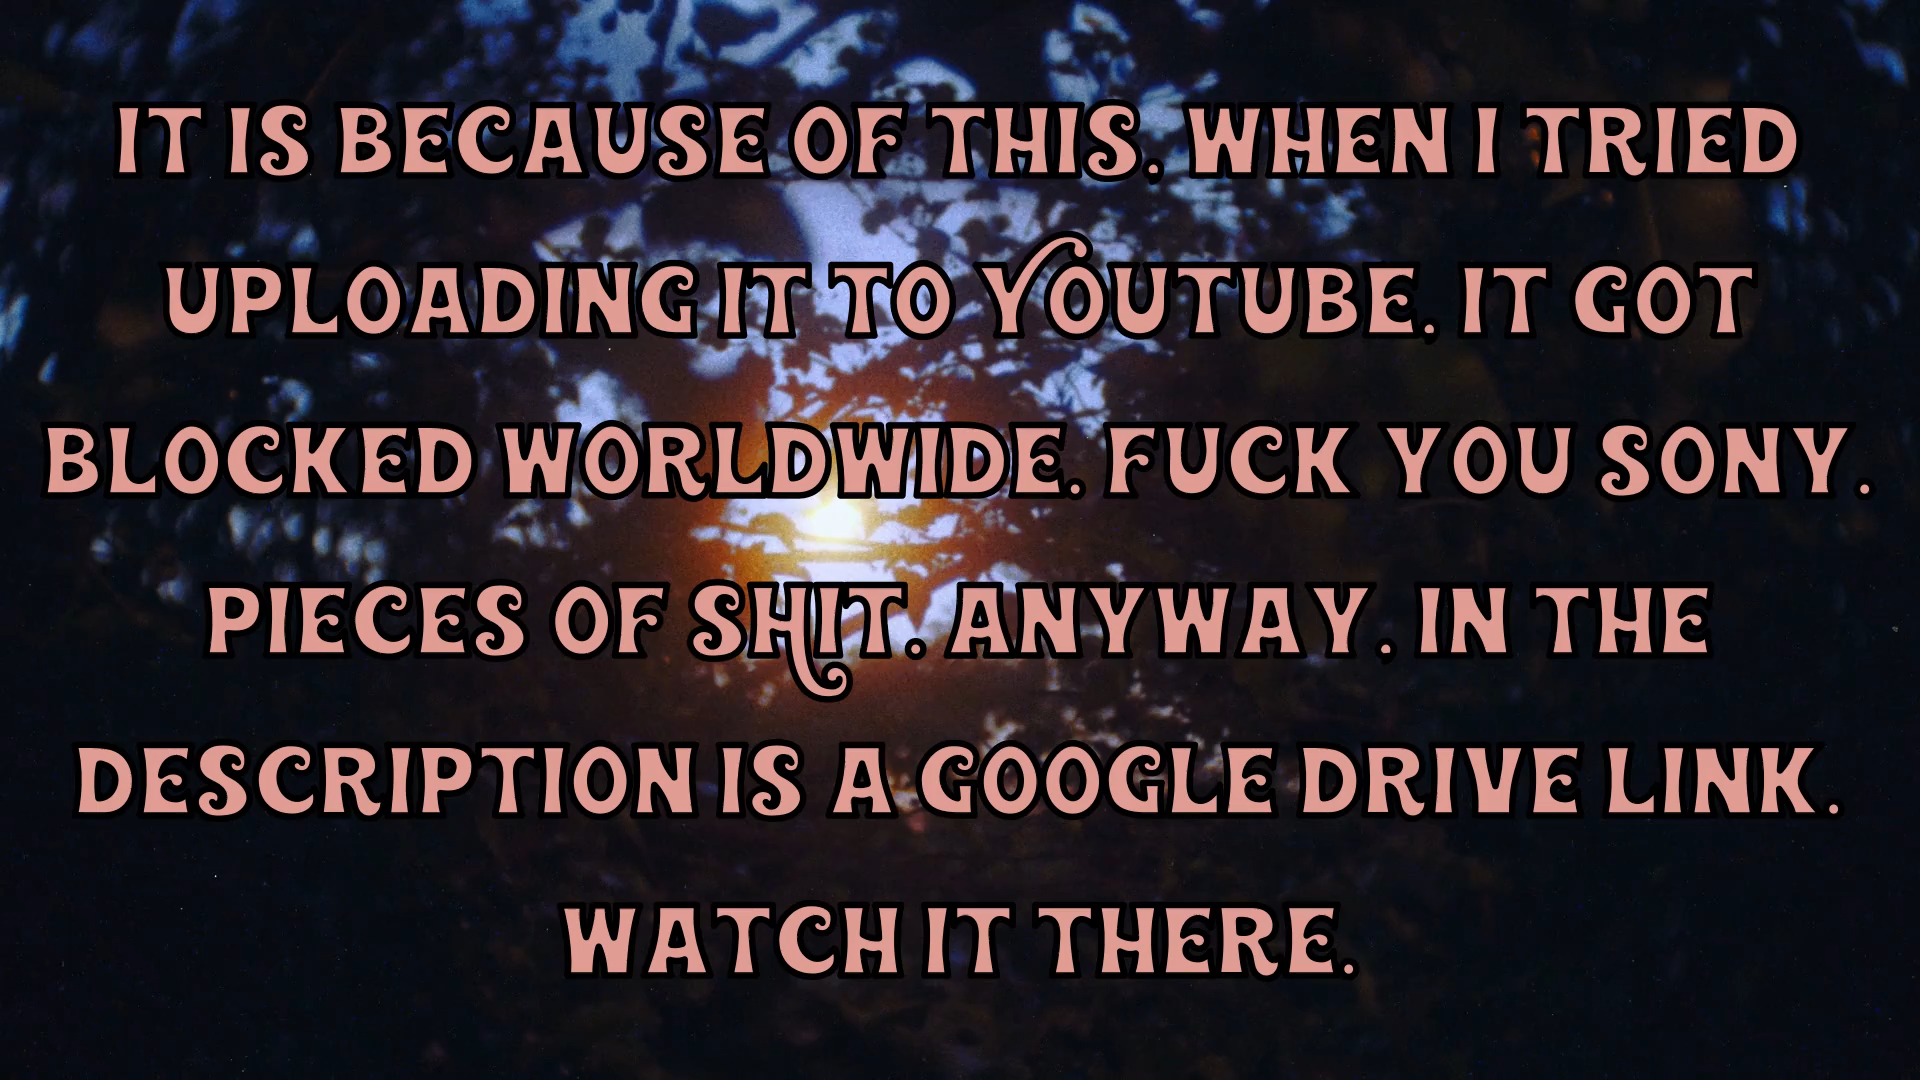 IT IS BECAUSE OF THIS. WHEN I TRIED
UPLOADING IT TO YOUTUBE, IT GOT
BLOCKED WORLDWIDE. FUCK YOU SONY.
PIECES OF SHIT. ANYWAY, IN THE
DESCRIPTION IS A GOOGLE DRIVE LINK.
WATCH IT THERE.